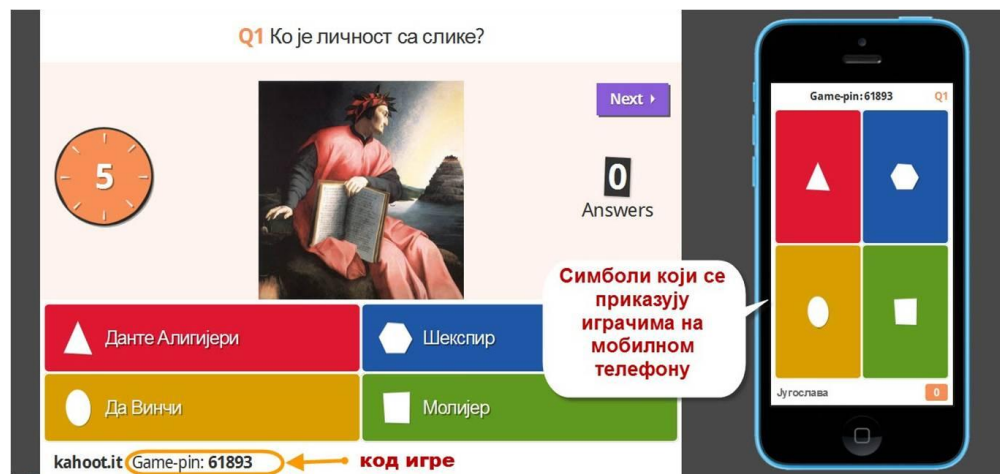 Q1 Ко је личност са слике?
Next
5
0
Answers
Данте Алигијери
Шекспир
Да Винчи
Молијер
kahoot.it Game-pin: 61893
код игре
Симболи који се
приказују
играчима на
мобилном
телефону
Game-pin: 61893 Q1
Југослава 0